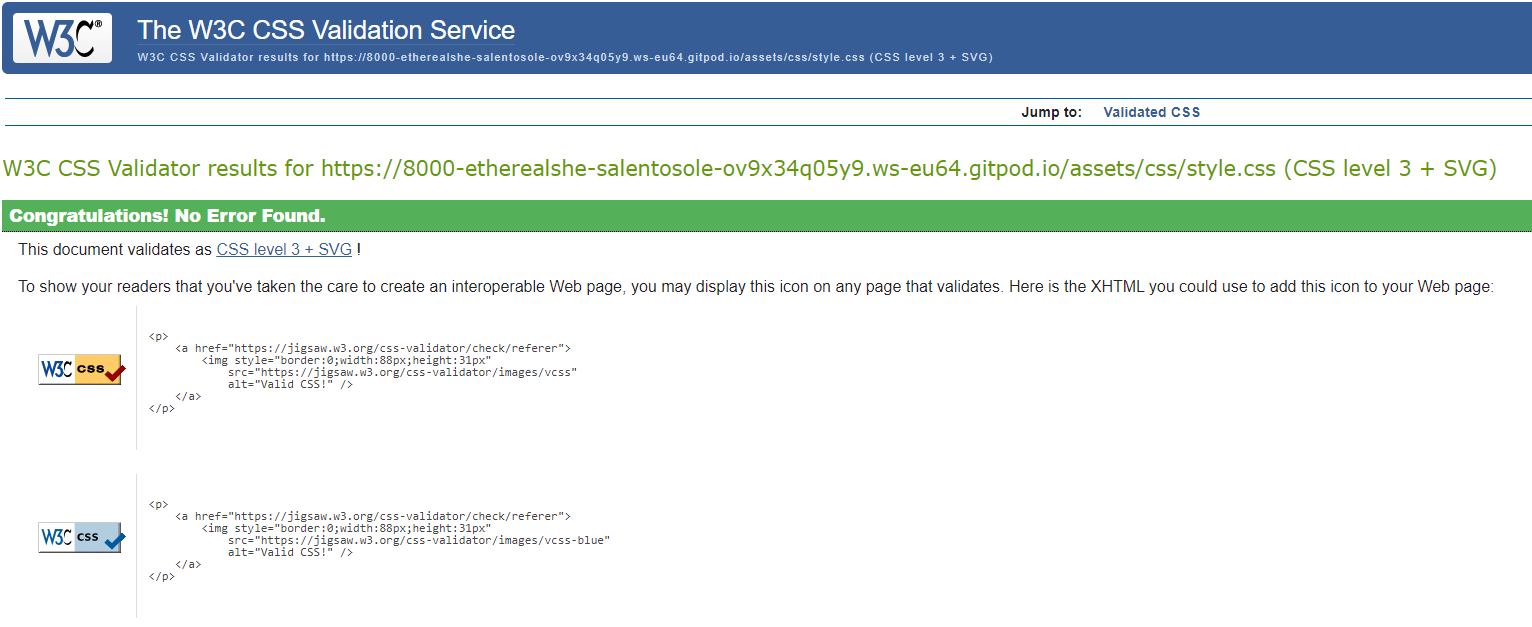 W3C® The W3C CSS Validation Service
W3C CSS Validator results for https://8000-etherealshe-salentosole-ov9x34q05y9.ws-eu64.gitpod.io/assets/css/style.css (CSS level 3 + SVG)
Jump to: Validated CSS
W3C CSS Validator results for https://8000-etherealshe-salentosole-ov9x34q05y9.ws-eu64.gitpod.io/assets/css/style.css (CSS level 3 + SVG)
Congratulations! No Error Found.
This document validates as CSS level 3 + SVG !
To show your readers that you've taken the care to create an interoperable Web page, you may display this icon on any page that validates. Here is the XHTML you could use to add this icon to your Web page:
W3C css
<p>
<a href="https://jigsaw.w3.org/css-validator/check/referer">
<img style="border:0;width:88px;height:31px"
src="https://jigsaw.w3.org/css-validator/images/vcss"
alt="Valid CSS!" />
</a>
</p>
W3C css
<p>
<a href="https://jigsaw.w3.org/css-validator/check/referer">
<img style="border:0;width:88px;height:31px"
src="https://jigsaw.w3.org/css-validator/images/vcss-blue"
alt="Valid CSS!" />
</a>
</p>